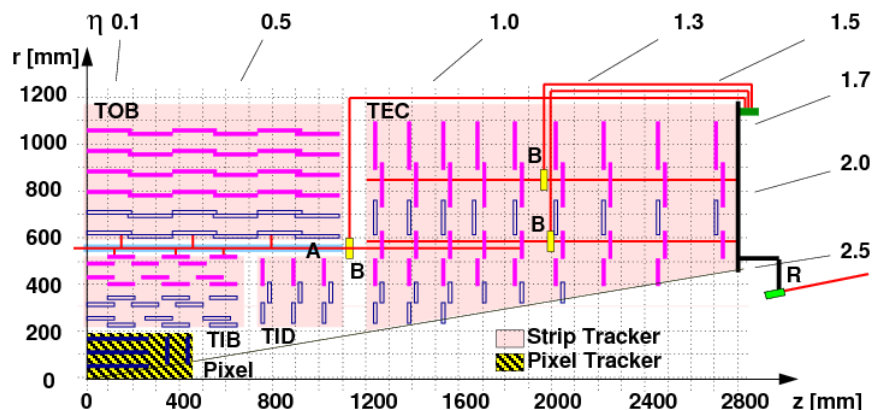 η 0.1 0.5 1.0 1.3 1.5
r [mm]
1.7
1200
TOB TEC
1000
B
800
2.0
600
B
A
B
2.5
R
400
200
TIB TID
Strip Tracker
Pixel
Pixel Tracker
0
0 400 800 1200 1600 2000 2400 2800 z [mm]